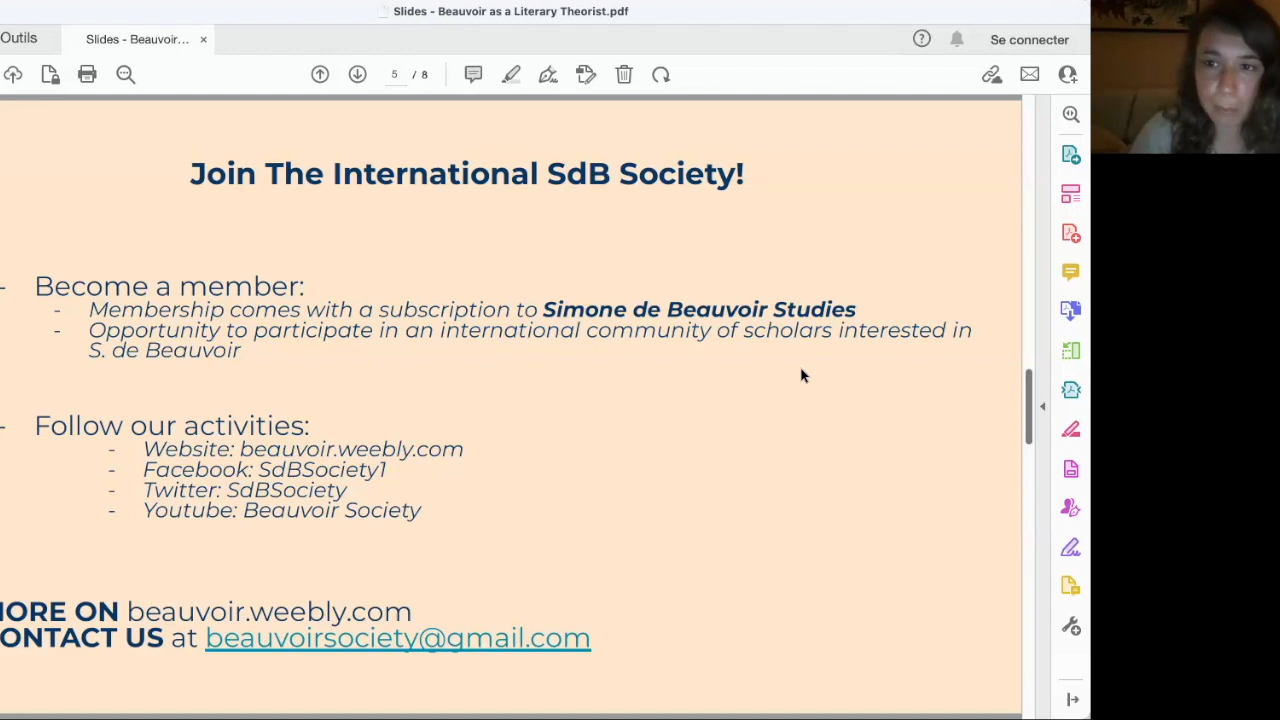 Slides - Beauvoir as a Literary Theorist.pdf
Outils
Slides - Beauvoir... ×
Se connecter
5 / 8
Join The International SdB Society!
- Become a member:
- Membership comes with a subscription to Simone de Beauvoir Studies
- Opportunity to participate in an international community of scholars interested in
S. de Beauvoir
- Follow our activities:
- Website: beauvoir.weebly.com
- Facebook: SdBSociety1
- Twitter: SdBSociety
- Youtube: Beauvoir Society
ORE ON beauvoir.weebly.com
ONTACT US at beauvoirsociety@gmail.com